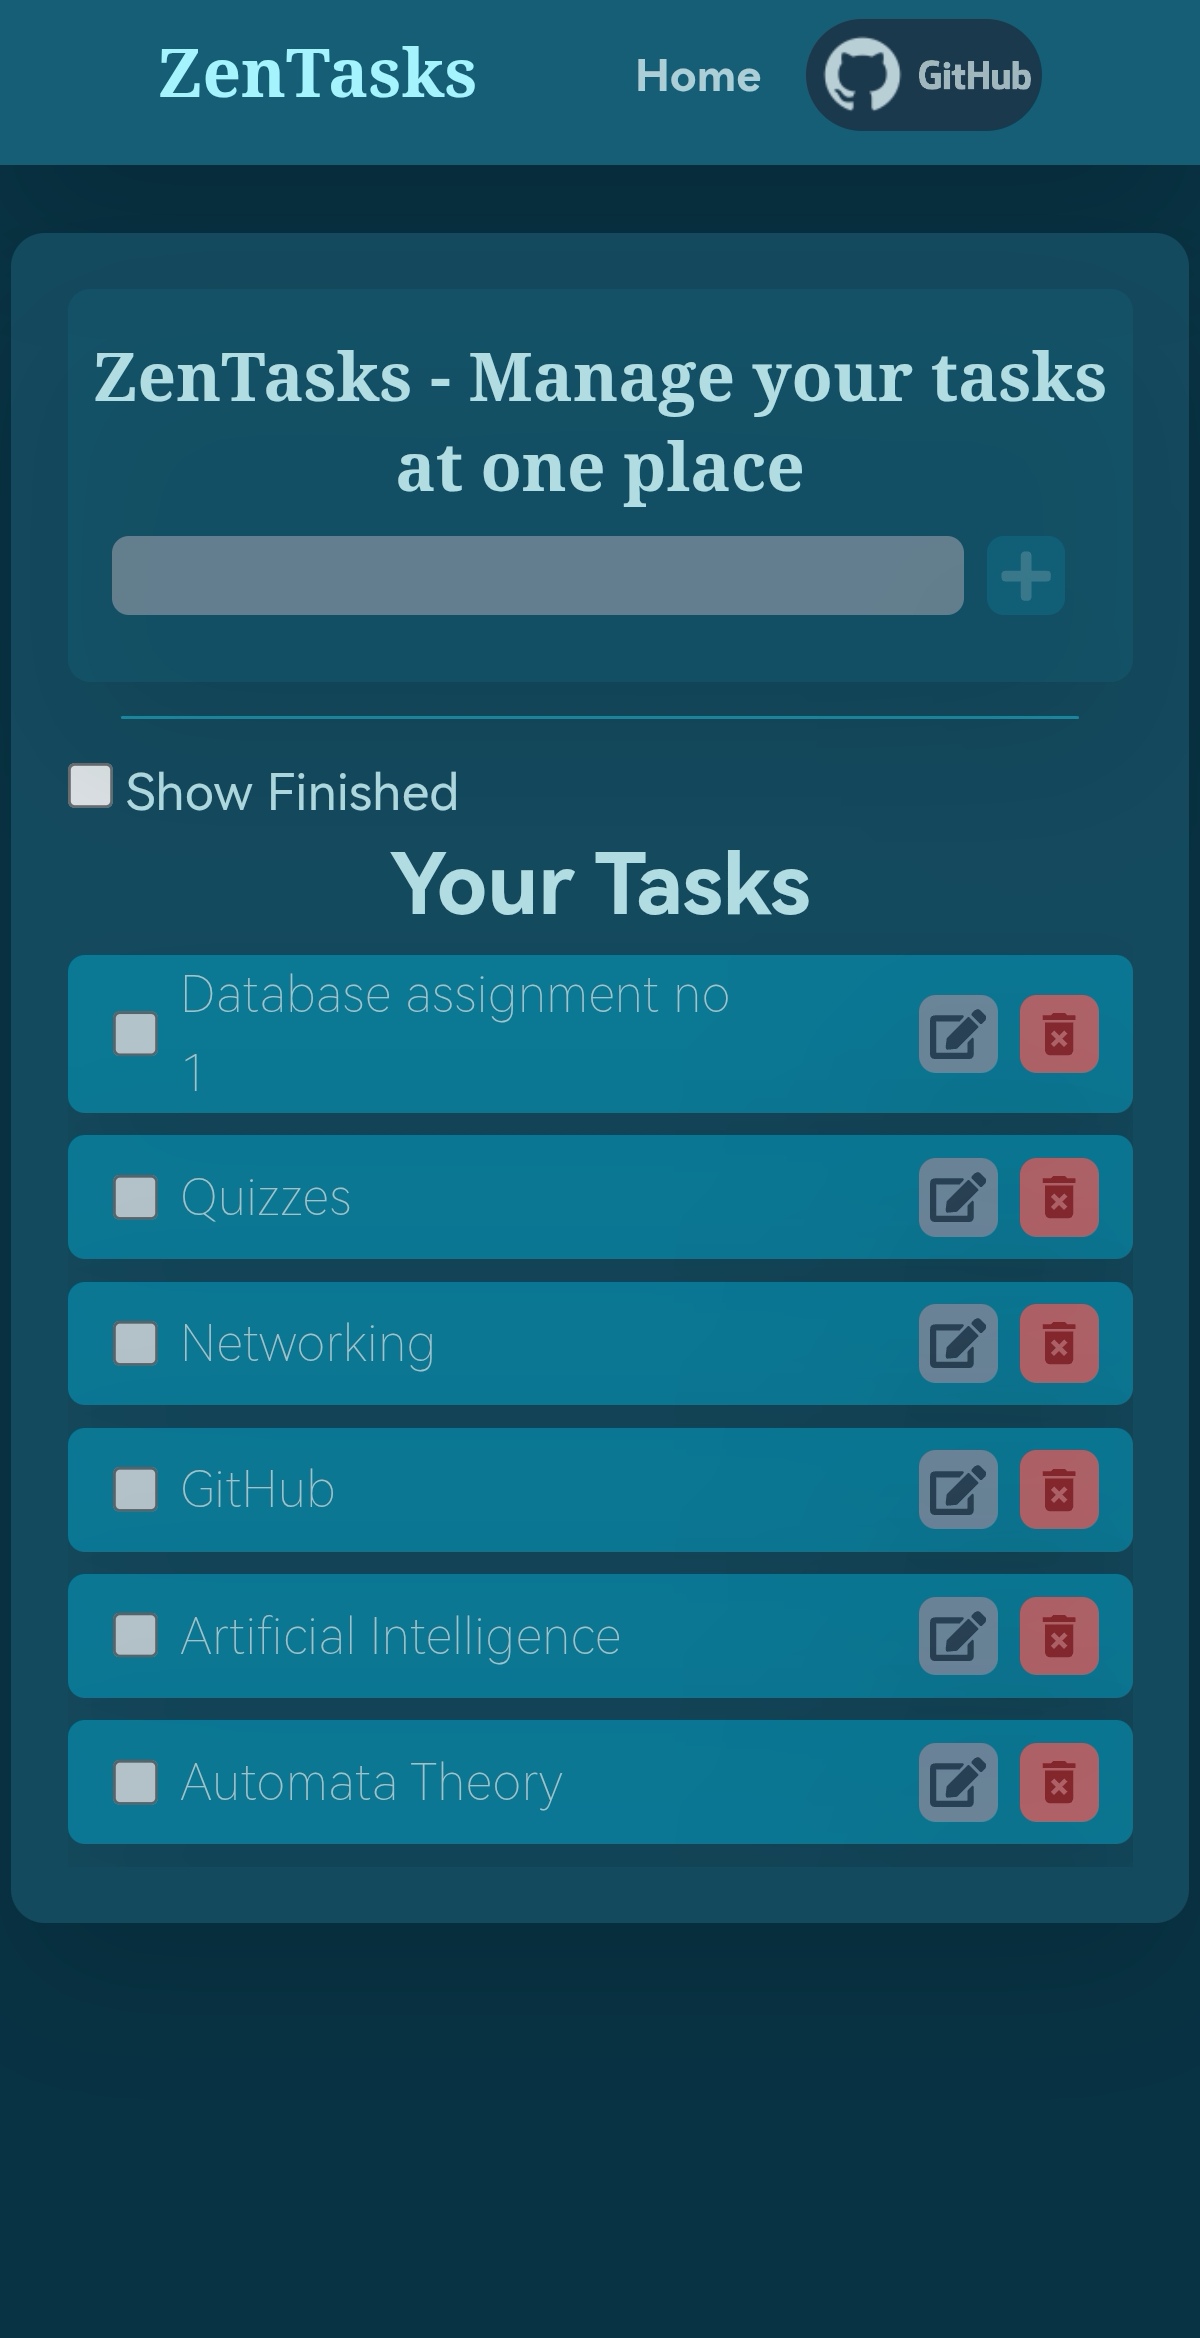 ZenTasks
Home
GitHub
ZenTasks - Manage your tasks
at one place
Show Finished
Your Tasks
Database assignment no
1
Quizzes
Networking
GitHub
Artificial Intelligence
Automata Theory